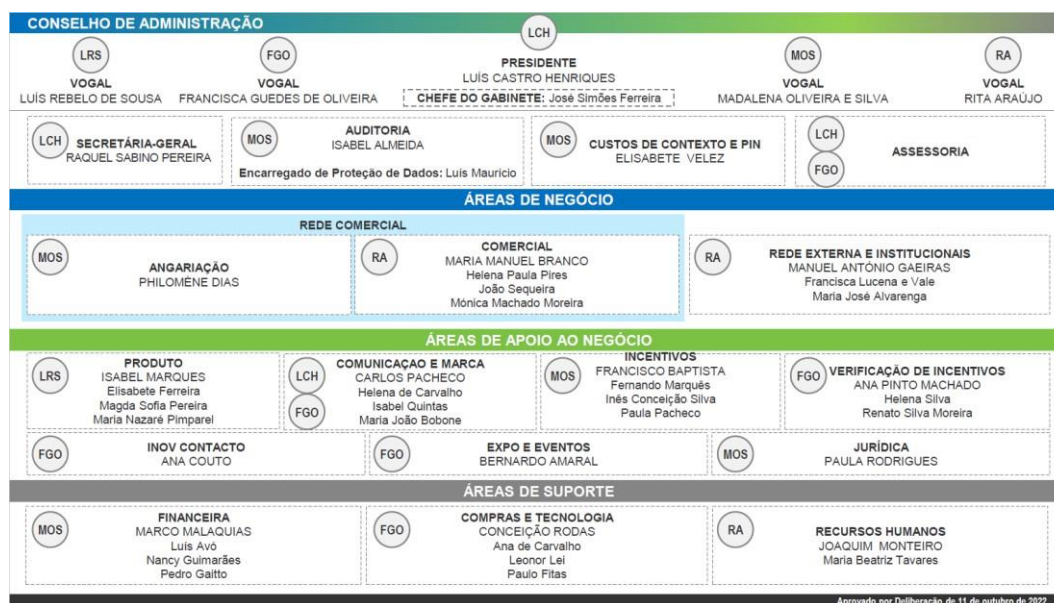 CONSELHO DE ADMINISTRAÇÃO
LRS
VOGAL
LUÍS REBELO DE SOUSA
FGO
VOGAL
FRANCISCA GUEDES DE OLIVEIRA
LCH
PRESIDENTE
LUÍS CASTRO HENRIQUES
CHEFE DO GABINETE: José Simões Ferreira
MOS
VOGAL
MADALENA OLIVEIRA E SILVA
RA
VOGAL
RITA ARAÚJO
LCH
SECRETÁRIA-GERAL
RAQUEL SABINO PEREIRA
MOS
AUDITORIA
ISABEL ALMEIDA
Encarregado de Proteção de Dados: Luís Mauricio
MOS
CUSTOS DE CONTEXTO E PIN
ELISABETE VELEZ
LCH
FGO
ASSESSORIA
ÁREAS DE NEGÓCIO
REDE COMERCIAL
MOS
ANGARIAÇÃO
PHILOMÈNE DIAS
RA
COMERCIAL
MARIA MANUEL BRANCO
Helena Paula Pires
João Sequeira
Mónica Machado Moreira
RA
REDE EXTERNA E INSTITUCIONAIS
MANUEL ANTÓNIO GAEIRAS
Francisca Lucena e Vale
Maria José Alvarenga
ÁREAS DE APOIO AO NEGÓCIO
LRS
PRODUTO
ISABEL MARQUES
Elisabete Ferreira
Magda Sofia Pereira
Maria Nazaré Pimparel
LCH
FGO
COMUNICAÇAO E MARCA
CARLOS PACHECO
Helena de Carvalho
Isabel Quintas
Maria João Bobone
MOS
INCENTIVOS
FRANCISCO BAPTISTA
Fernando Marquês
Inês Conceição Silva
Paula Pacheco
FGO
VERIFICAÇÃO DE INCENTIVOS
ANA PINTO MACHADO
Helena Silva
Renato Silva Moreira
FGO
INOV CONTACTO
ANA COUTO
FGO
EXPO E EVENTOS
BERNARDO AMARAL
MOS
JURÍDICA
PAULA RODRIGUES
ÁREAS DE SUPORTE
MOS
FINANCEIRA
MARCO MALAQUIAS
Luís Avó
Nancy Guimarães
Pedro Gaitto
FGO
COMPRAS E TECNOLOGIA
CONCEIÇÃO RODAS
Ana de Carvalho
Leonor Lei
Paulo Fitas
RA
RECURSOS HUMANOS
JOAQUIM MONTEIRO
Maria Beatriz Tavares
Aprovado por Deliberação de 11 de outubro de 2022